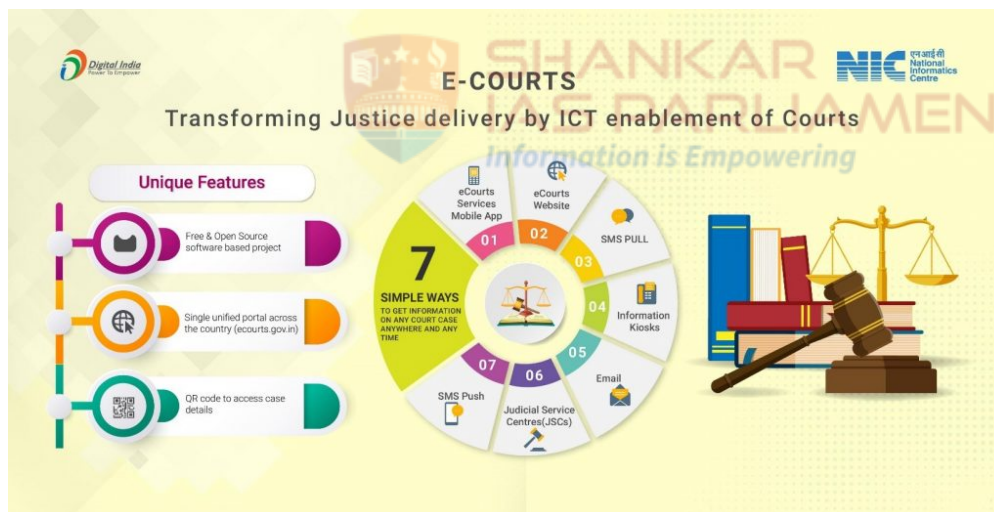 Digital India
Power To Empower
SHANKAR
IAS PARLIAMENT
Information is Empowering
NIC
एन आई सी
National
Informatics
Centre
E-COURTS
Transforming Justice delivery by ICT enablement of Courts
Unique Features
Free & Open Source
software based project
Single unified portal across
the country (ecourts.gov.in)
QR code to access case
details
7
SIMPLE WAYS
TO GET INFORMATION
ON ANY COURT CASE
ANYWHERE AND ANY
TIME
eCourts
Services
Mobile App
01
eCourts
Website
02
SMS PULL
03
Information
Kiosks
04
Email
05
Judicial Service
Centres(JSCs)
06
SMS Push
07